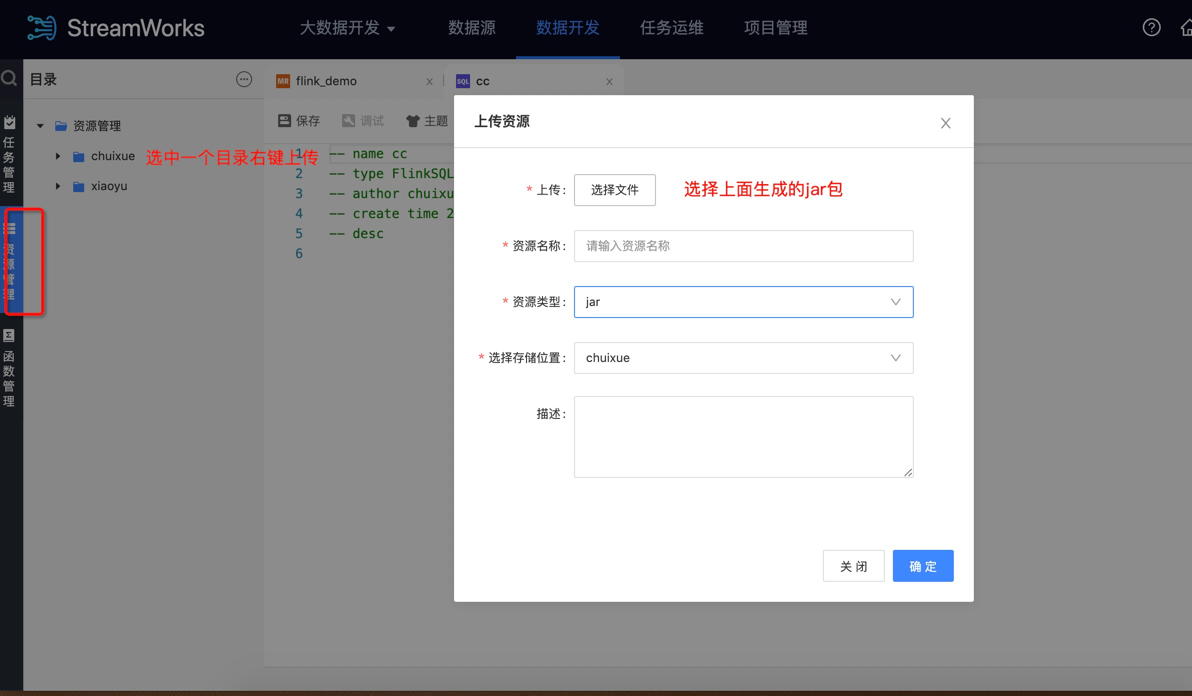 StreamWorks
大数据开发
数据源
数据开发
任务运维
项目管理
目录
MR flink_demo
SQL cc
保存
调试
主题
任务管理
资源管理
函数管理
资源管理
chuixue
选中一个目录右键上传
xiaoyu
1 -- name cc
2 -- type FlinkSQL
3 -- author chuixu
4 -- create time 2
5 -- desc
6
上传资源
* 上传:
选择文件
选择上面生成的jar包
* 资源名称:
请输入资源名称
* 资源类型:
jar
* 选择存储位置:
chuixue
描述:
关 闭
确 定